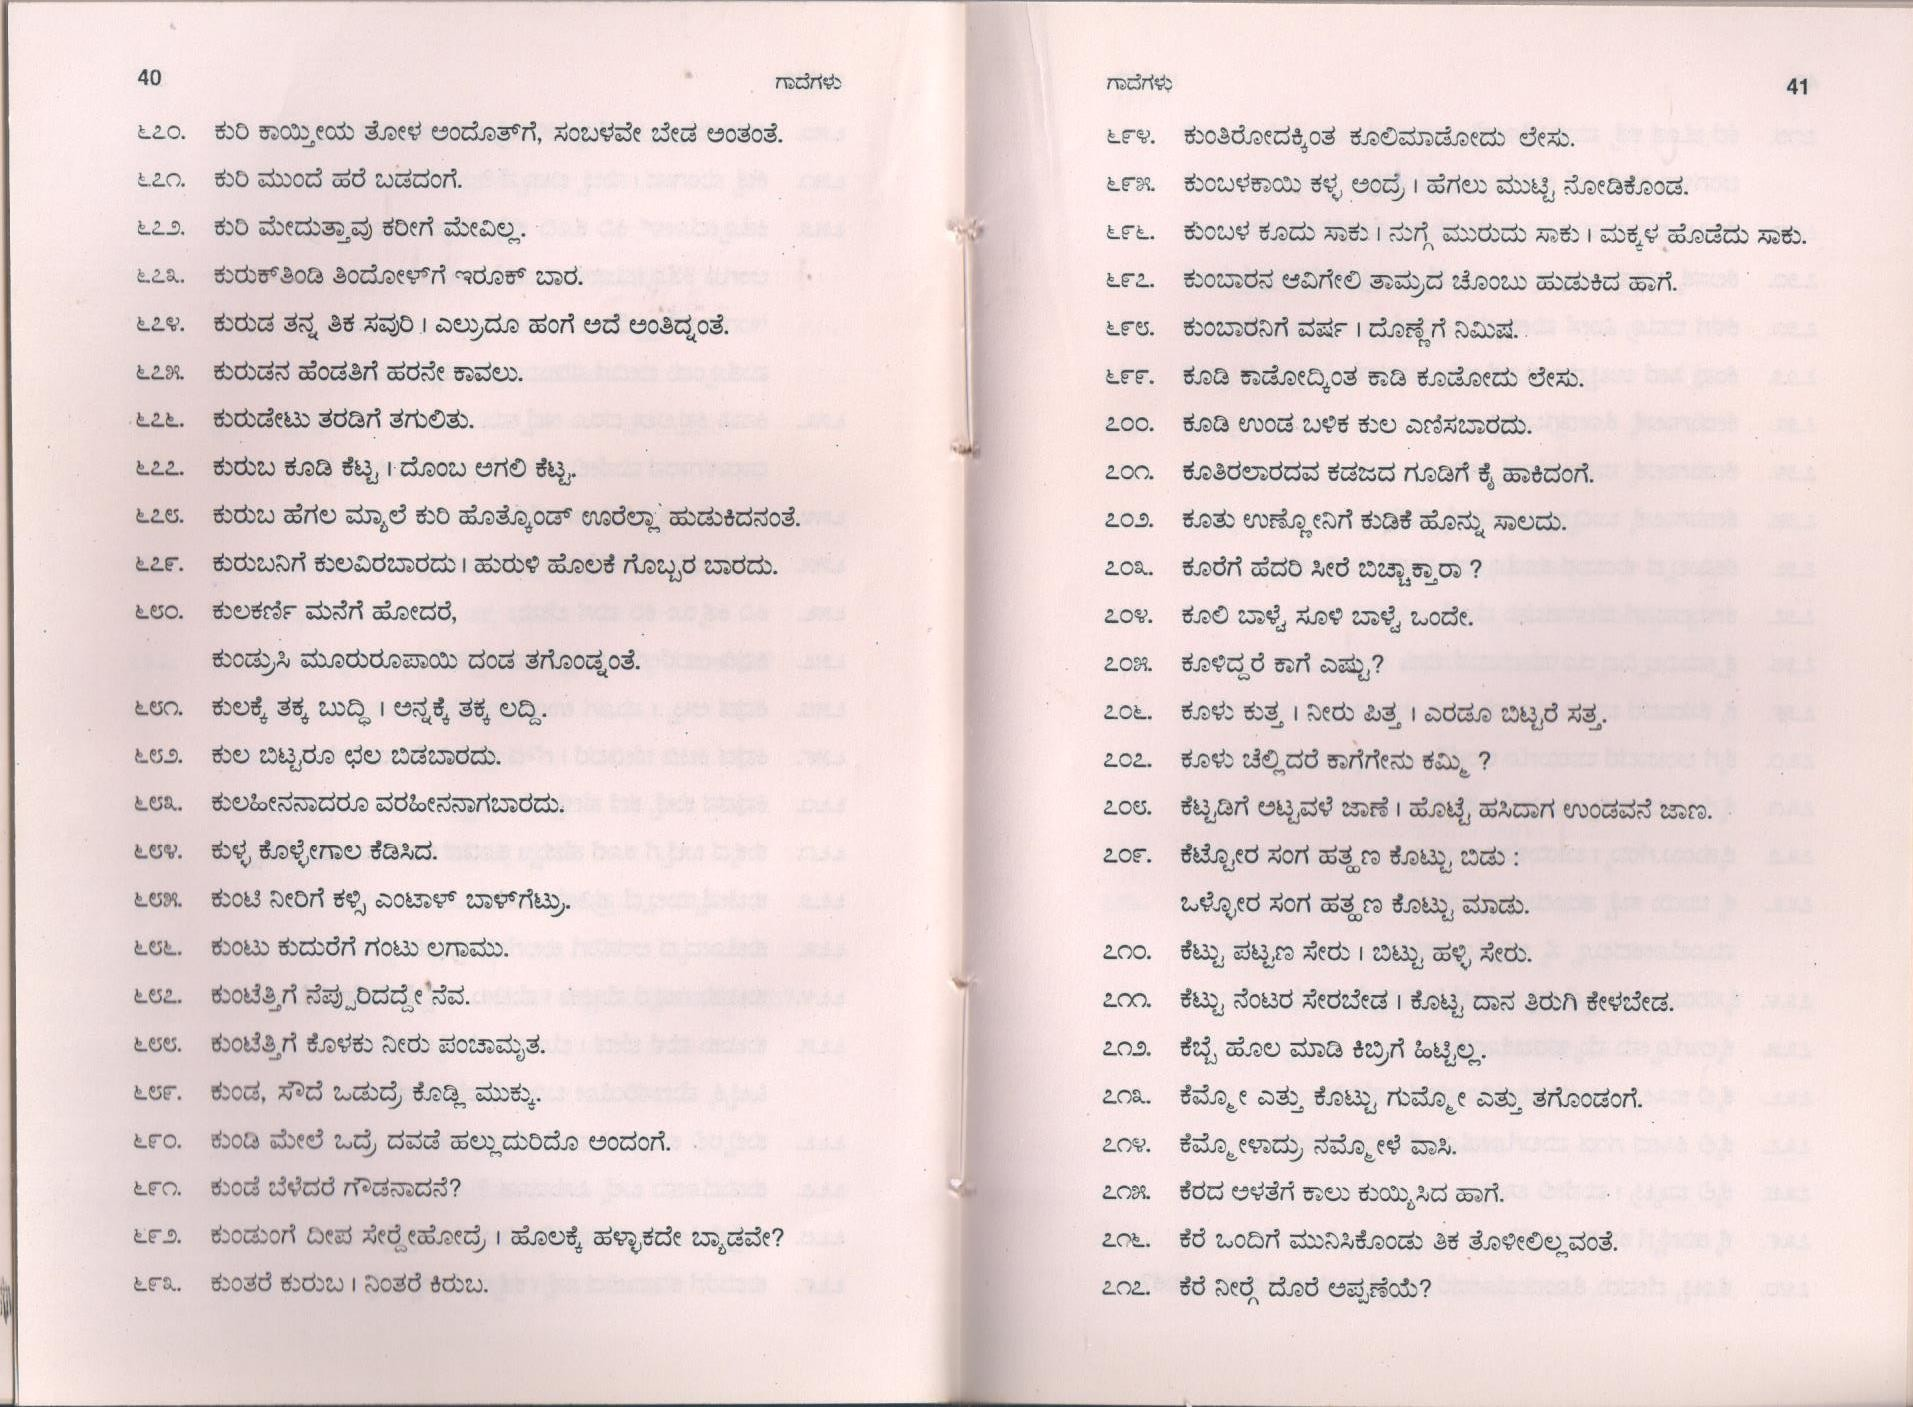 40
ಗಾದೆಗಳು
೬೭೦. ಕುರಿ ಕಾಯ್ತೀಯ ತೋಳ ಅಂದೊತ್‌ಗೆ, ಸಂಬಳವೇ ಬೇಡ ಅಂತಂತೆ.
೬೭೧. ಕುರಿ ಮುಂದೆ ಹರೆ ಬಡದಂಗೆ.
೬೭೨. ಕುರಿ ಮೇದುತ್ತಾವು ಕರೀಗೆ ಮೇವಿಲ್ಲ.
೬೭೩. ಕುರುಕ್‌ತಿಂಡಿ ತಿಂದೋಳ್‌ಗೆ ಇರೂಕ್ ಬಾರ.
೬೭೪. ಕುರುಡ ತನ್ನ ತಿಕ ಸವುರಿ । ಎಲ್ರುದೂ ಹಂಗೆ ಅದೆ ಅಂತಿದ್ನಂತೆ.
೬೭೫. ಕುರುಡನ ಹೆಂಡತಿಗೆ ಹರನೇ ಕಾವಲು.
೬೭೬. ಕುರುಡೇಟು ತರಡಿಗೆ ತಗುಲಿತು.
೬೭೭. ಕುರುಬ ಕೂಡಿ ಕೆಟ್ಟ । ದೊಂಬ ಅಗಲಿ ಕೆಟ್ಟ.
೬೭೮. ಕುರುಬ ಹೆಗಲ ಮ್ಯಾಲೆ ಕುರಿ ಹೊತ್ಕೊಂಡ್ ಊರೆಲ್ಲಾ ಹುಡುಕಿದನಂತೆ.
೬೭೯. ಕುರುಬನಿಗೆ ಕುಲವಿರಬಾರದು । ಹುರುಳಿ ಹೊಲಕೆ ಗೊಬ್ಬರ ಬಾರದು.
೬೮೦. ಕುಲಕರ್ಣಿ ಮನೆಗೆ ಹೋದರೆ,
ಕುಂಡ್ರುಸಿ ಮೂರುರೂಪಾಯಿ ದಂಡ ತಗೊಂಡ್ನಂತೆ.
೬೮೧. ಕುಲಕ್ಕೆ ತಕ್ಕ ಬುದ್ಧಿ । ಅನ್ನಕ್ಕೆ ತಕ್ಕ ಲದ್ದಿ.
೬೮೨. ಕುಲ ಬಿಟ್ಟರೂ ಛಲ ಬಿಡಬಾರದು.
೬೮೩. ಕುಲಹೀನನಾದರೂ ವರಹೀನನಾಗಬಾರದು.
೬೮೪. ಕುಳ್ಳ ಕೊಳ್ಳೇಗಾಲ ಕೆಡಿಸಿದ.
೬೮೫. ಕುಂಟಿ ನೀರಿಗೆ ಕಳ್ಸಿ ಎಂಟಾಳ್ ಬಾಳ್‌ಗೆಟ್ರು.
೬೮೬. ಕುಂಟು ಕುದುರೆಗೆ ಗಂಟು ಲಗಾಮು.
೬೮೭. ಕುಂಟೆತ್ತಿಗೆ ನೆಪ್ಪುರಿದದ್ದೇ ನೆವ.
೬೮೮. ಕುಂಟೆತ್ತಿಗೆ ಕೊಳಕು ನೀರು ಪಂಚಾಮೃತ.
೬೮೯. ಕುಂಡ, ಸೌದೆ ಒಡುದ್ರೆ ಕೊಡ್ಲಿ ಮುಕ್ಕು.
೬೯೦. ಕುಂಡಿ ಮೇಲೆ ಒದ್ರೆ ದವಡೆ ಹಲ್ಲುದುರಿದೊ ಅಂದಂಗೆ.
೬೯೧. ಕುಂಡೆ ಬೆಳೆದರೆ ಗೌಡನಾದನೆ?
೬೯೨. ಕುಂಡುಂಗೆ ದೀಪ ಸೇರ್‍ದೇಹೋದ್ರೆ । ಹೊಲಕ್ಕೆ ಹಳ್ಳಾಕದೇ ಬ್ಯಾಡವೇ?
೬೯೩. ಕುಂತರೆ ಕುರುಬ । ನಿಂತರೆ ಕಿರುಬ.
ಗಾದೆಗಳು
41
೬೯೪. ಕುಂತಿರೋದಕ್ಕಿಂತ ಕೂಲಿಮಾಡೋದು ಲೇಸು.
೬೯೫. ಕುಂಬಳಕಾಯಿ ಕಳ್ಳ ಅಂದ್ರೆ । ಹೆಗಲು ಮುಟ್ಟಿ ನೋಡಿಕೊಂಡ.
೬೯೬. ಕುಂಬಳ ಕೂದು ಸಾಕು । ನುಗ್ಗೆ ಮುರುದು ಸಾಕು । ಮಕ್ಕಳ ಹೊಡೆದು ಸಾಕು.
೬೯೭. ಕುಂಬಾರನ ಆವಿಗೇಲಿ ತಾಮ್ರದ ಚೊಂಬು ಹುಡುಕಿದ ಹಾಗೆ.
೬೯೮. ಕುಂಬಾರನಿಗೆ ವರ್ಷ । ದೊಣ್ಣೆಗೆ ನಿಮಿಷ.
೬೯೯. ಕೂಡಿ ಕಾಡೋದ್ಕಿಂತ ಕಾಡಿ ಕೂಡೋದು ಲೇಸು.
೭೦೦. ಕೂಡಿ ಉಂಡ ಬಳಿಕ ಕುಲ ಎಣಿಸಬಾರದು.
೭೦೧. ಕೂತಿರಲಾರದವ ಕಡಜದ ಗೂಡಿಗೆ ಕೈ ಹಾಕಿದಂಗೆ.
೭೦೨. ಕೂತು ಉಣ್ಣೋನಿಗೆ ಕುಡಿಕೆ ಹೊನ್ನು ಸಾಲದು.
೭೦೩. ಕೂರೆಗೆ ಹೆದರಿ ಸೀರೆ ಬಿಚ್ಚಾಕ್ತಾರಾ ?
೭೦೪. ಕೂಲಿ ಬಾಳ್ವೆ ಸೂಳಿ ಬಾಳ್ವೆ ಒಂದೇ.
೭೦೫. ಕೂಳಿದ್ದರೆ ಕಾಗೆ ಎಷ್ಟು?
೭೦೬. ಕೂಳು ಕುತ್ತ । ನೀರು ಪಿತ್ತ । ಎರಡೂ ಬಿಟ್ಟರೆ ಸತ್ತ.
೭೦೭. ಕೂಳು ಚೆಲ್ಲಿದರೆ ಕಾಗೆಗೇನು ಕಮ್ಮಿ ?
೭೦೮. ಕೆಟ್ಟಡಿಗೆ ಅಟ್ಟವಳೆ ಜಾಣೆ । ಹೊಟ್ಟೆ ಹಸಿದಾಗ ಉಂಡವನೆ ಜಾಣ.
೭೦೯. ಕೆಟ್ಟೋರ ಸಂಗ ಹತ್ಹಣ ಕೊಟ್ಟು ಬಿಡು :
ಒಳ್ಳೋರ ಸಂಗ ಹತ್ಹಣ ಕೊಟ್ಟು ಮಾಡು.
೭೧೦. ಕೆಟ್ಟು ಪಟ್ಟಣ ಸೇರು । ಬಿಟ್ಟು ಹಳ್ಳಿ ಸೇರು.
೭೧೧. ಕೆಟ್ಟು ನೆಂಟರ ಸೇರಬೇಡ । ಕೊಟ್ಟ ದಾನ ತಿರುಗಿ ಕೇಳಬೇಡ.
೭೧೨. ಕೆಬ್ಬೆ ಹೊಲ ಮಾಡಿ ಕಿಬ್ರಿಗೆ ಹಿಟ್ಟಿಲ್ಲ.
೭೧೩. ಕೆಮ್ಮೋ ಎತ್ತು ಕೊಟ್ಟು ಗುಮ್ಮೋ ಎತ್ತು ತಗೊಂಡಂಗೆ.
೭೧೪. ಕೆಮ್ಮೋಳಾದ್ರು ನಮ್ಮೋಳೆ ವಾಸಿ.
೭೧೫. ಕೆರದ ಅಳತೆಗೆ ಕಾಲು ಕುಯ್ಯಿಸಿದ ಹಾಗೆ.
೭೧೬. ಕೆರೆ ಒಂದಿಗೆ ಮುನಿಸಿಕೊಂಡು ತಿಕ ತೊಳೀಲಿಲ್ಲವಂತೆ.
೭೧೭. ಕೆರೆ ನೀರ್‍ಗೆ ದೊರೆ ಅಪ್ಪಣೆಯೆ?